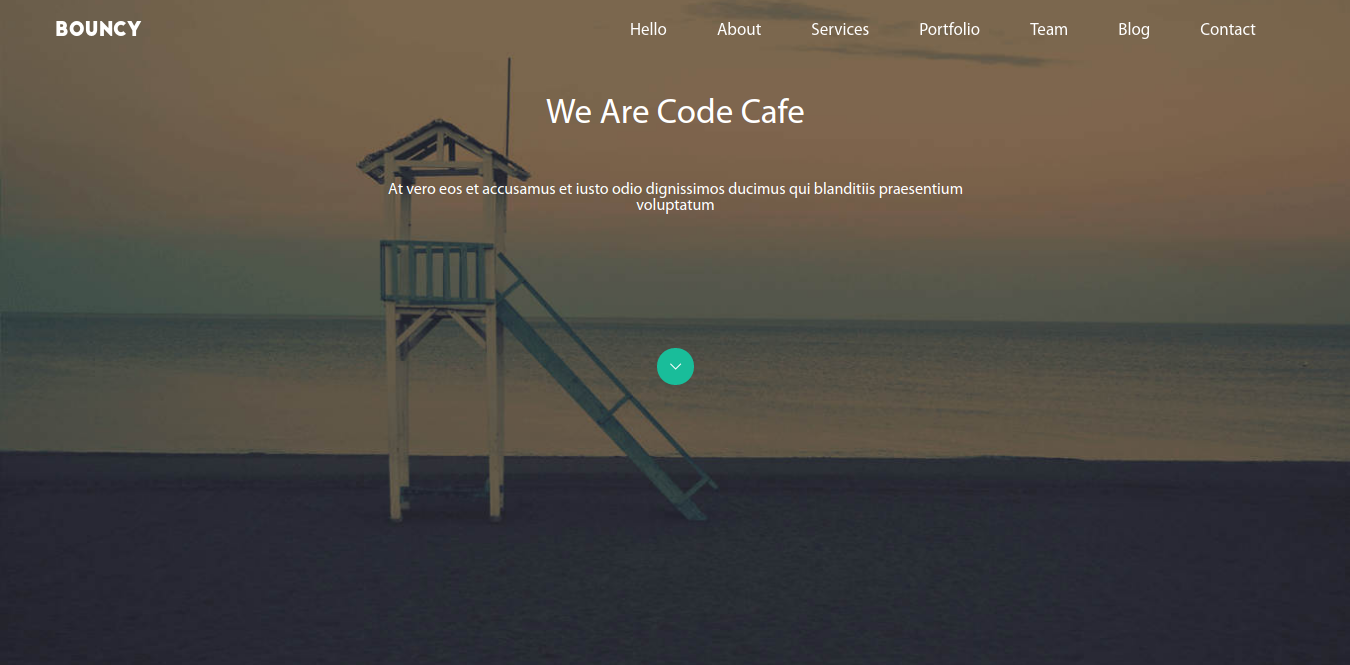 BOUNCY
Hello About Services Portfolio Team Blog Contact
We Are Code Cafe
At vero eos et accusamus et iusto odio dignissimos ducimus qui blanditiis praesentium
voluptatum